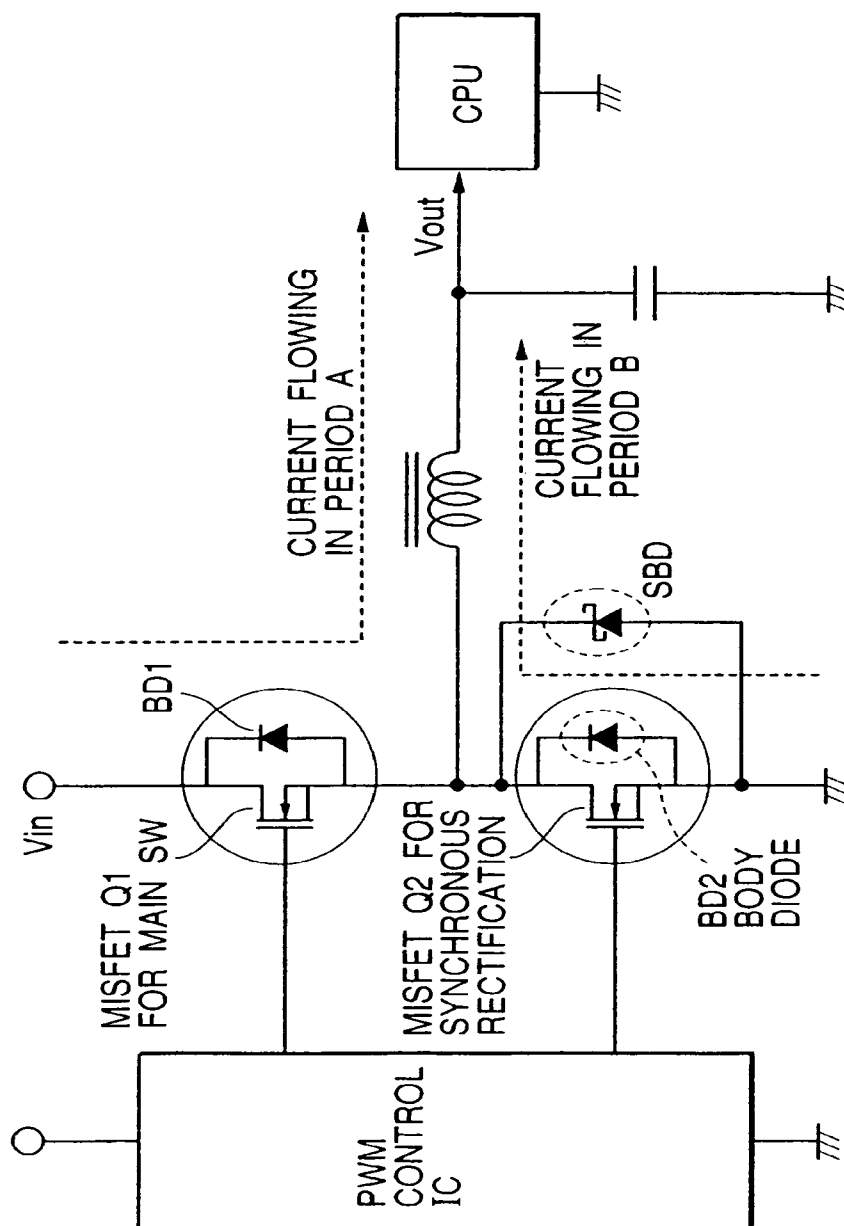 Vin
BD1
MISFET Q1
FOR MAIN SW
CURRENT FLOWING
IN PERIOD A
Vout
CPU
MISFET Q2 FOR
SYNCHRONOUS
RECTIFICATION
BD2
BODY
DIODE
SBD
CURRENT
FLOWING IN
PERIOD B
PWM
CONTROL
IC